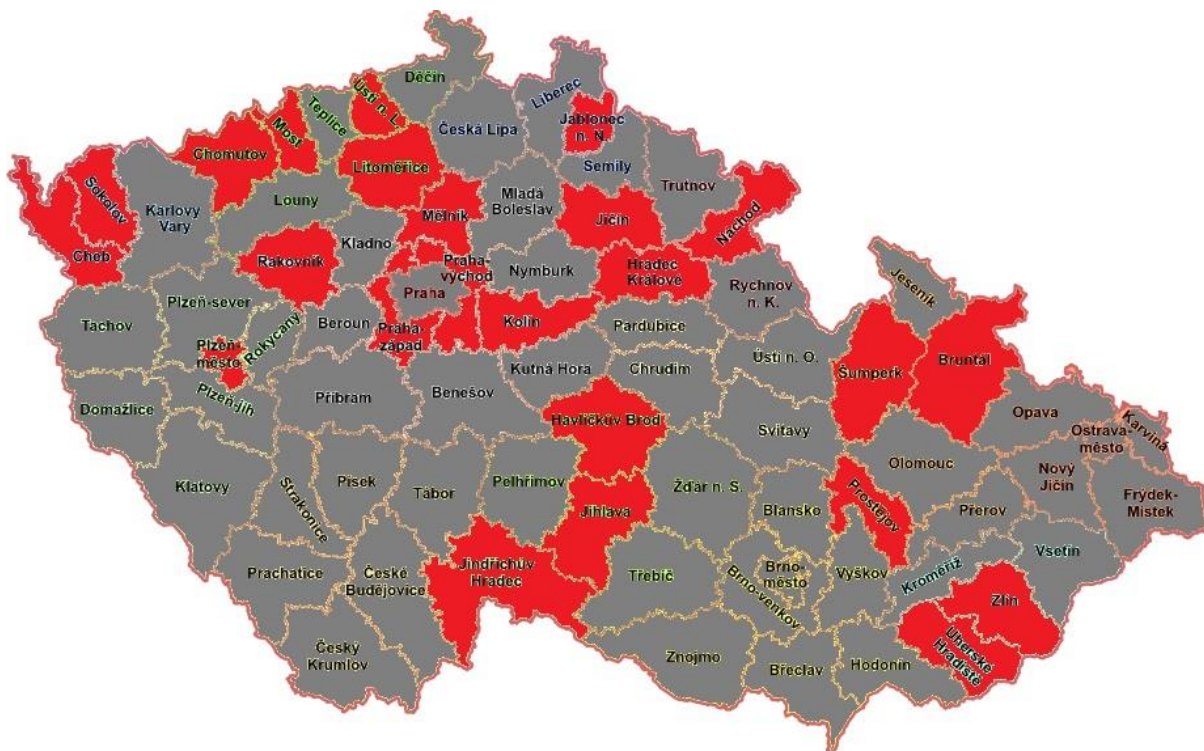 Děčín
Liberec
Ústí n. L.
Teplice
Jablonec
n. N.
Most
Česká Lípa
Chomutov
Litoměřice
Semily
Trutnov
Sokolov
Karlovy
Vary
Louny
Mladá
Boleslav
Mělník
Jičín
Náchod
Kladno
Cheb
Rakovník
Praha-
východ
Nymburk
Hradec
Králové
Rychnov
n. K.
Jeseník
Praha
Plzeň-sever
Tachov
Beroun
Rokycany
Praha-
západ
Kolín
Pardubice
Plzeň-
město
Ústí n. O.
Šumperk
Bruntál
Kutná Hora
Chrudim
Plzeň-jih
Příbram
Benešov
Domažlice
Havlíčkův Brod
Opava
Karviná
Ostrava-
město
Svitavy
Olomouc
Klatovy
Strakonice
Písek
Tábor
Pelhřimov
Žďár n. S.
Nový
Jičín
Frýdek-
Místek
Prostějov
Jihlava
Blansko
Přerov
Vsetín
Prachatice
České
Budějovice
Jindřichův
Hradec
Třebíč
Brno-
město
Brno-venkov
Vyškov
Kroměříž
Zlín
Český
Krumlov
Znojmo
Břeclav
Hodonín
Uherské
Hradiště